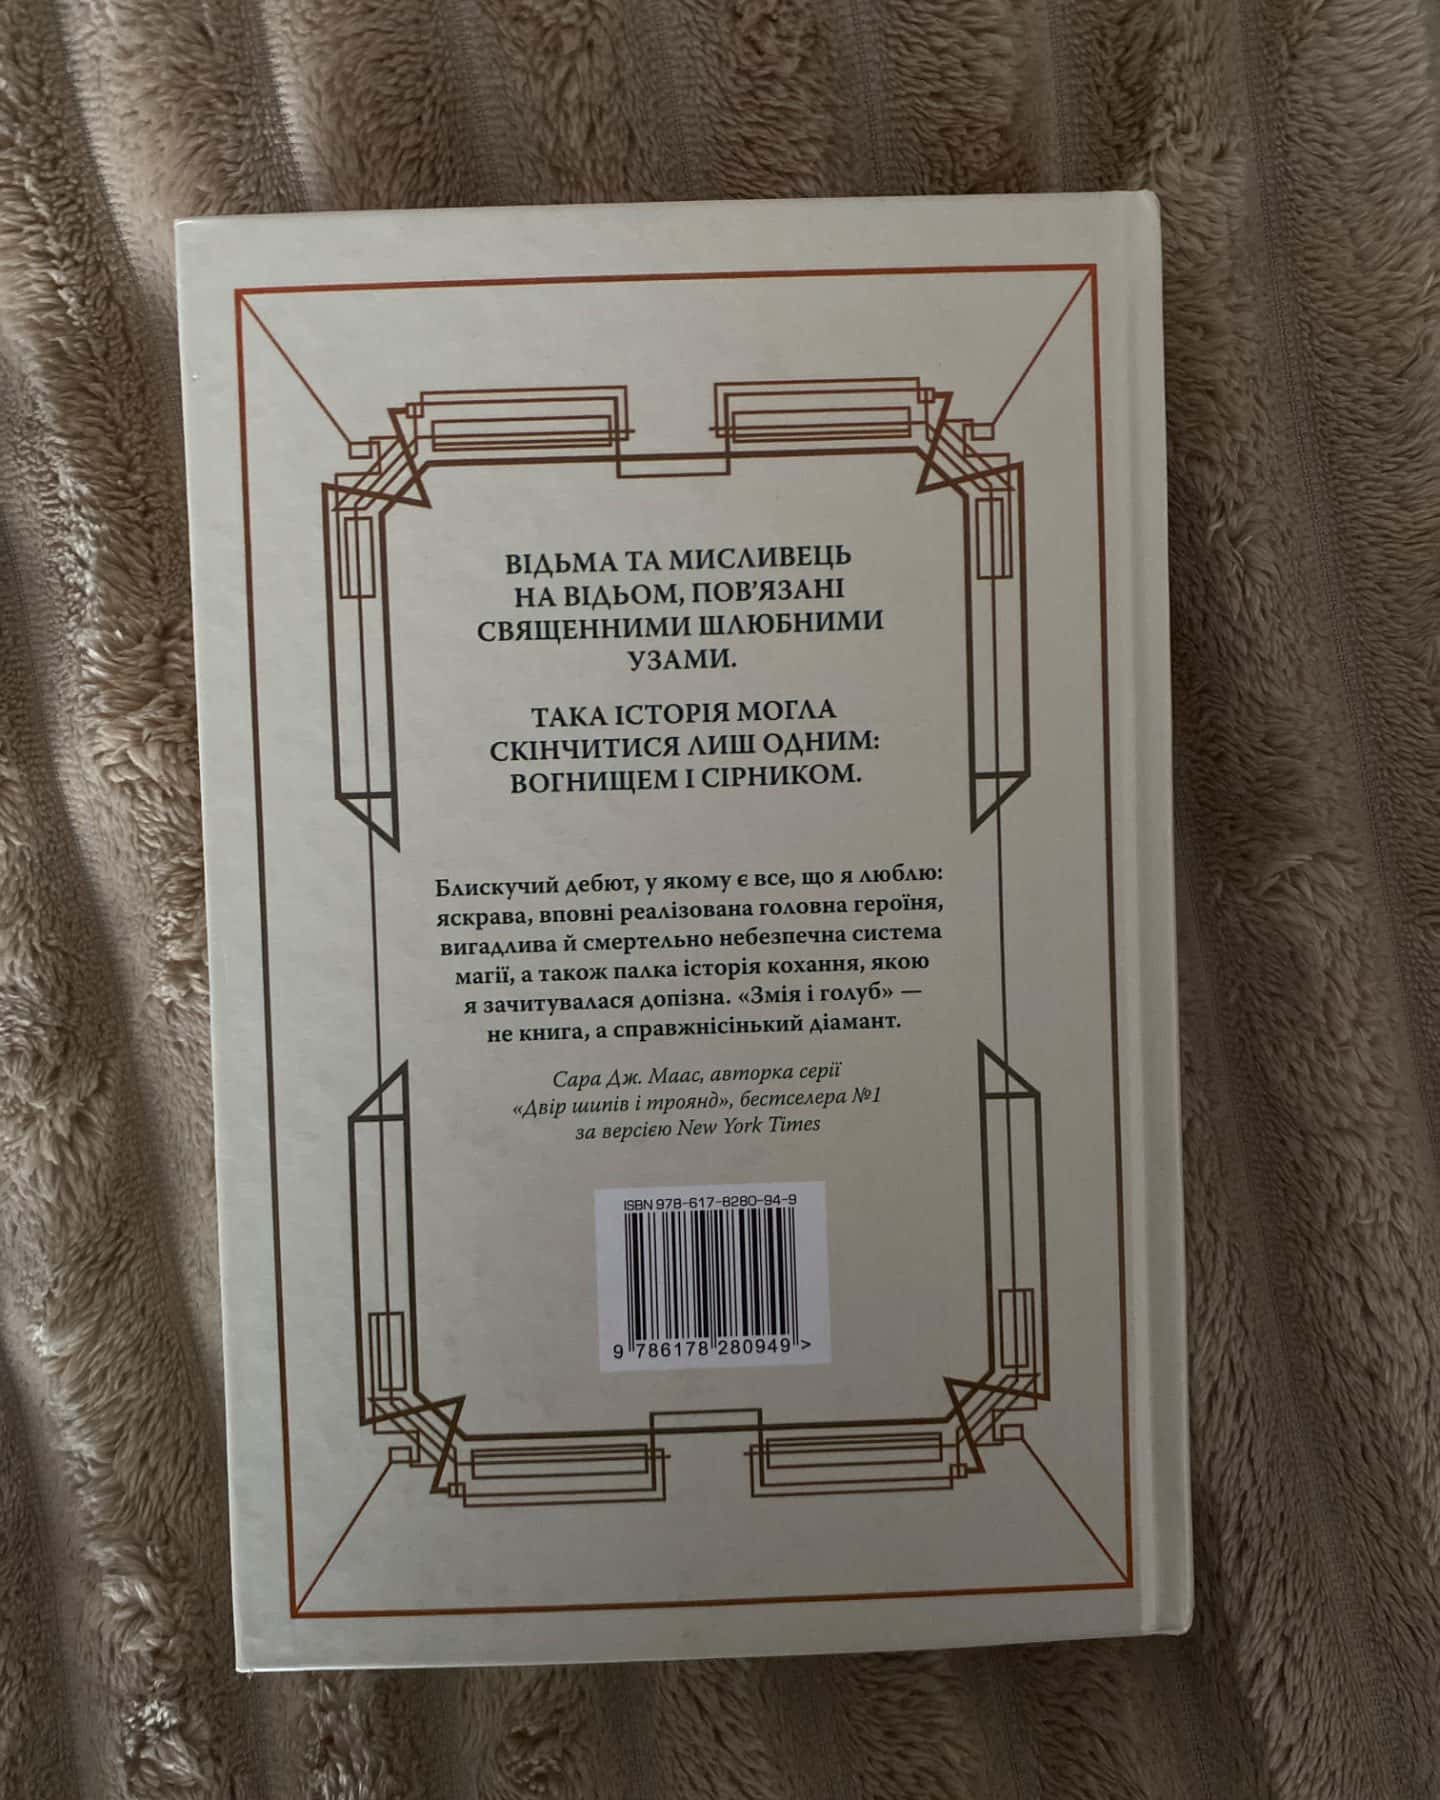 ВІДЬМА ТА МИСЛИВЕЦЬ
НА ВІДЬОМ, ПОВ’ЯЗАНІ
СВЯЩЕННИМИ ШЛЮБНИМИ
УЗАМИ.
ТАКА ІСТОРІЯ МОГЛА
СКІНЧИТИСЯ ЛИШ ОДНИМ:
ВОГНИЩЕМ І СІРНИКОМ.
Блискучий дебют, у якому є все, що я люблю:
яскрава, вповні реалізована головна героїня,
вигадлива й смертельно небезпечна система
магії, а також палка історія кохання, якою
я зачитувалася допізна. «Змія і голуб» —
не книга, а справжнісінький діамант.
Сара Дж. Маас, авторка серії
«Двір шипів і троянд», бестселера №1
за версією New York Times
ISBN 978-617-8280-94-9
9 786178 280949 >